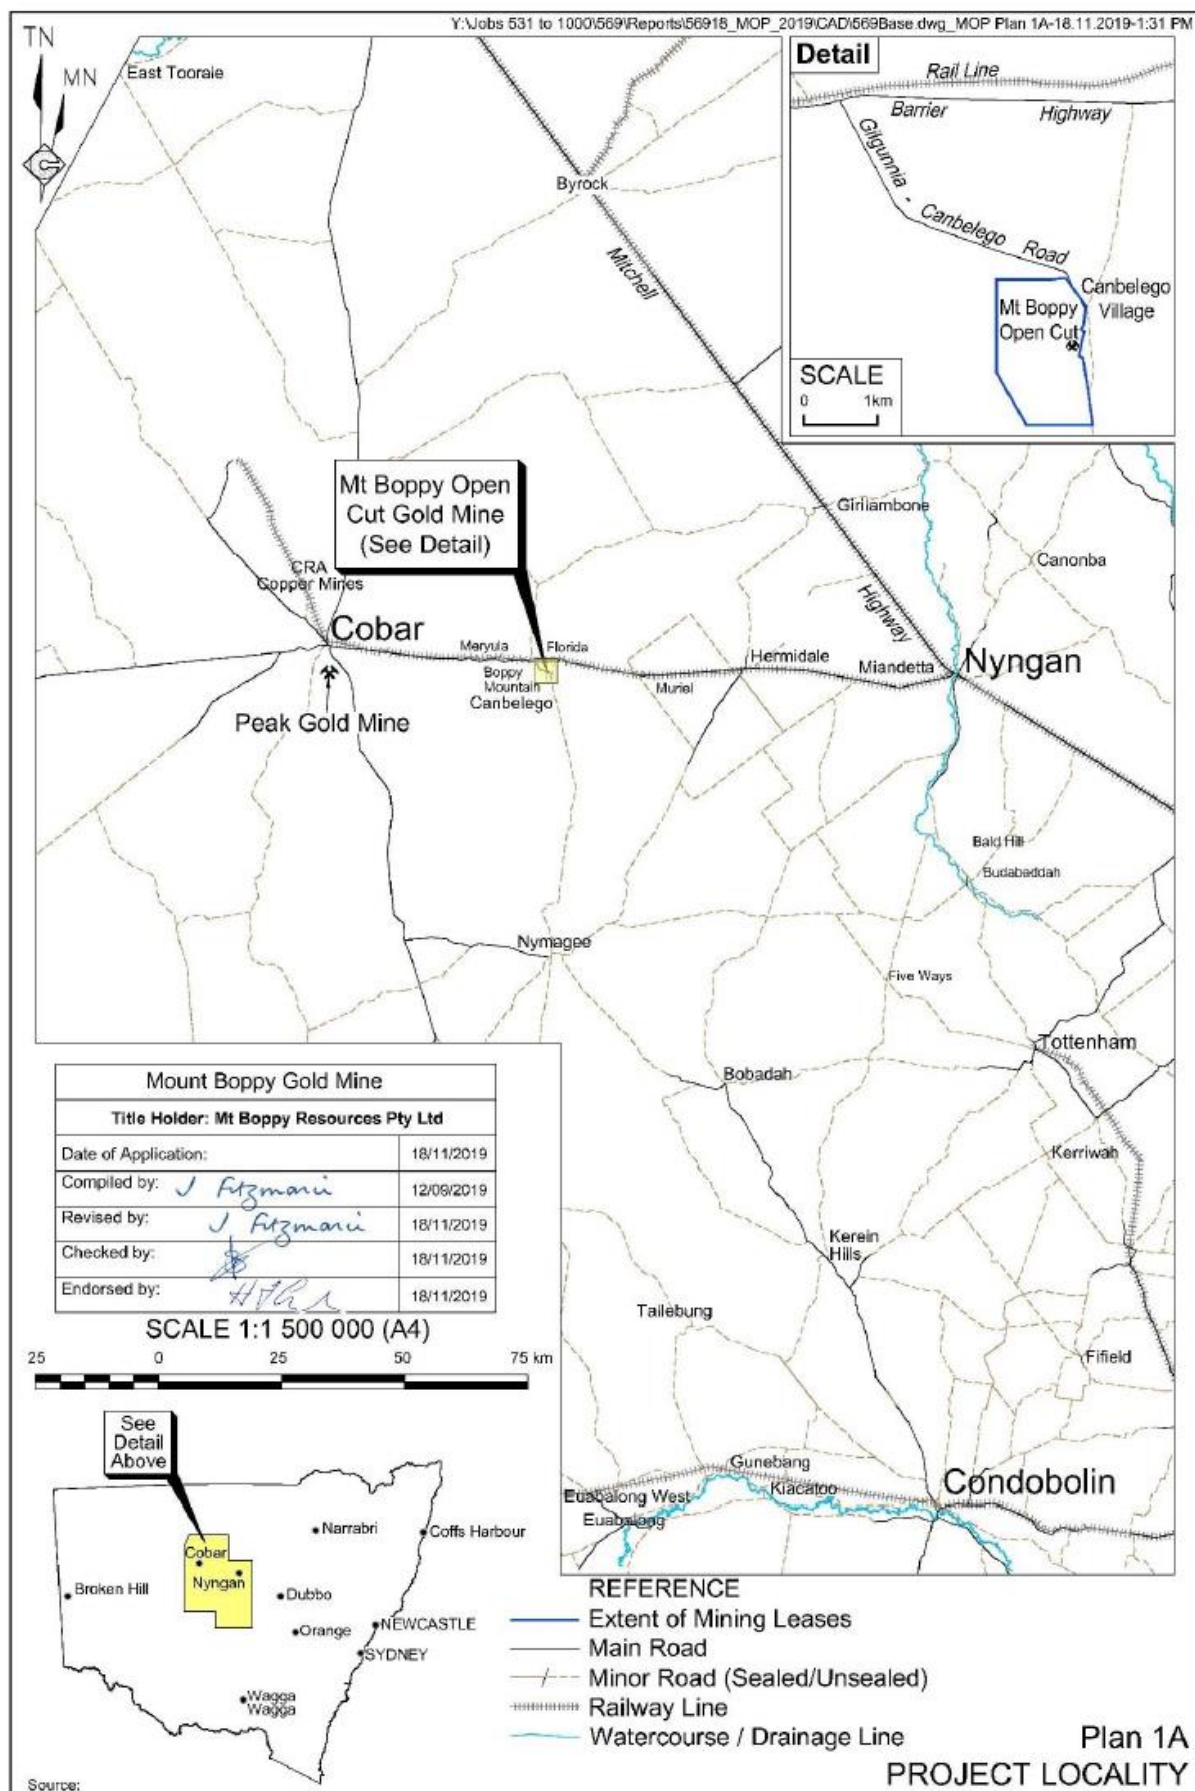 Y:\Jobs 531 to 1000\569\Reports\56918_MOP_2019\CAD\569Base.dwg_MOP Plan 1A-18.11.2019-1:31 PM
TN
MN
East Tooraie
Byrock
Mitchell
Highway
Detail
Rail Line
Barrier Highway
Gilgunnia - Canbelego Road
Canbelego
Village
Mt Boppy
Open Cut
SCALE
0 1km
Mt Boppy Open
Cut Gold Mine
(See Detail)
Girilambone
Canonba
CRA
Copper Mines
Cobar
Meryula
Florida
Boppy
Mountain
Canbelego
Muriel
Hermidale
Miandetta
Nyngan
Peak Gold Mine
Bald Hill
Budabeddah
Nymagee
Five Ways
Tottenham
Bobadah
Kerriwah
Kerein
Hills
Tallebung
Fifield
Gunebang
Kiacatoo
Condobolin
Euabalong West
Euabalong
Mount Boppy Gold Mine
Title Holder: Mt Boppy Resources Pty Ltd
Date of Application: 18/11/2019
Compiled by: J Fitzmaurice 12/09/2019
Revised by: J Fitzmaurice 18/11/2019
Checked by: 18/11/2019
Endorsed by: 18/11/2019
SCALE 1:1 500 000 (A4)
25 0 25 50 75 km
See
Detail
Above
Cobar
Nyngan
Narrabri
Coffs Harbour
Broken Hill
Dubbo
Orange
NEWCASTLE
SYDNEY
Wagga
Wagga
Source:
REFERENCE
Extent of Mining Leases
Main Road
Minor Road (Sealed/Unsealed)
Railway Line
Watercourse / Drainage Line
Plan 1A
PROJECT LOCALITY